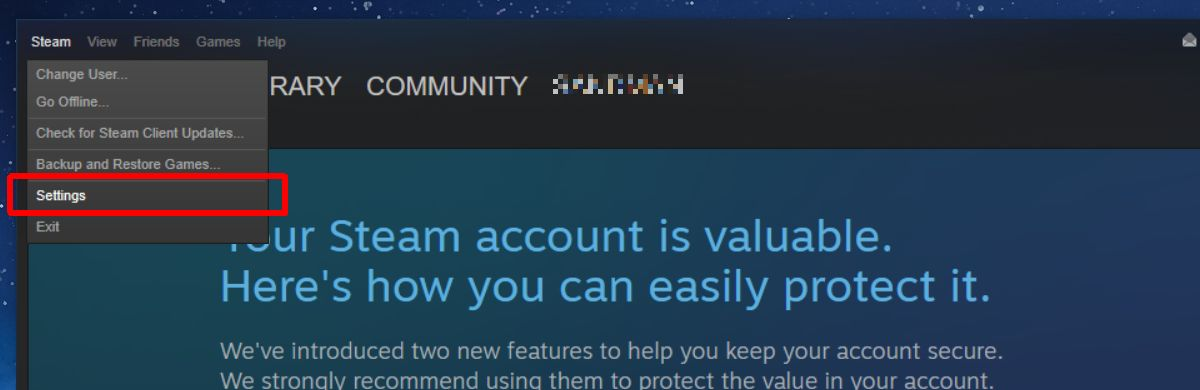 Steam View Friends Games Help
Change User...
Go Offline...
Check for Steam Client Updates...
Backup and Restore Games...
Settings
Exit
RARY COMMUNITY
Your Steam account is valuable.
Here's how you can easily protect it.
We've introduced two new features to help you keep your account secure.
We strongly recommend using them to protect the value in your account.